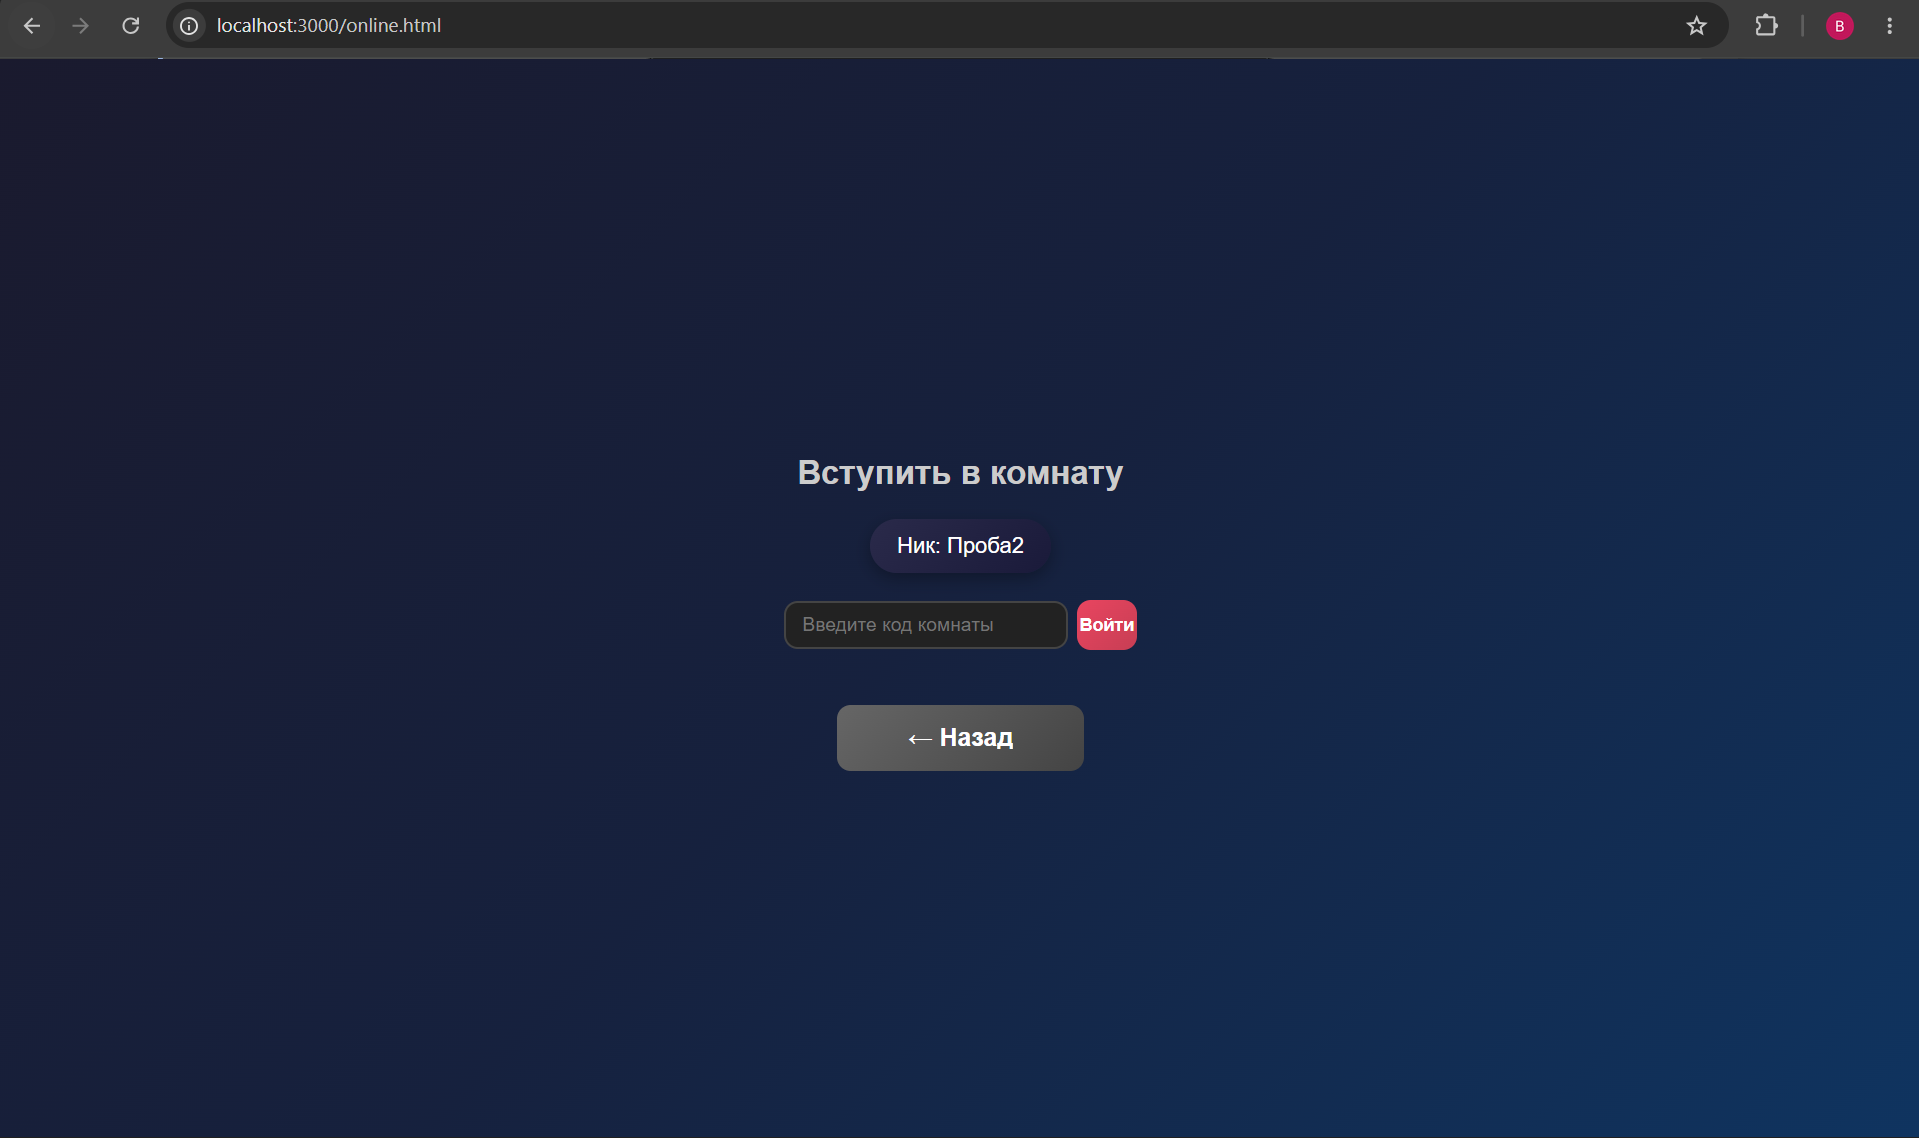 localhost:3000/online.html
B
Вступить в комнату
Ник: Проба2
Введите код комнаты
Войти
← Назад